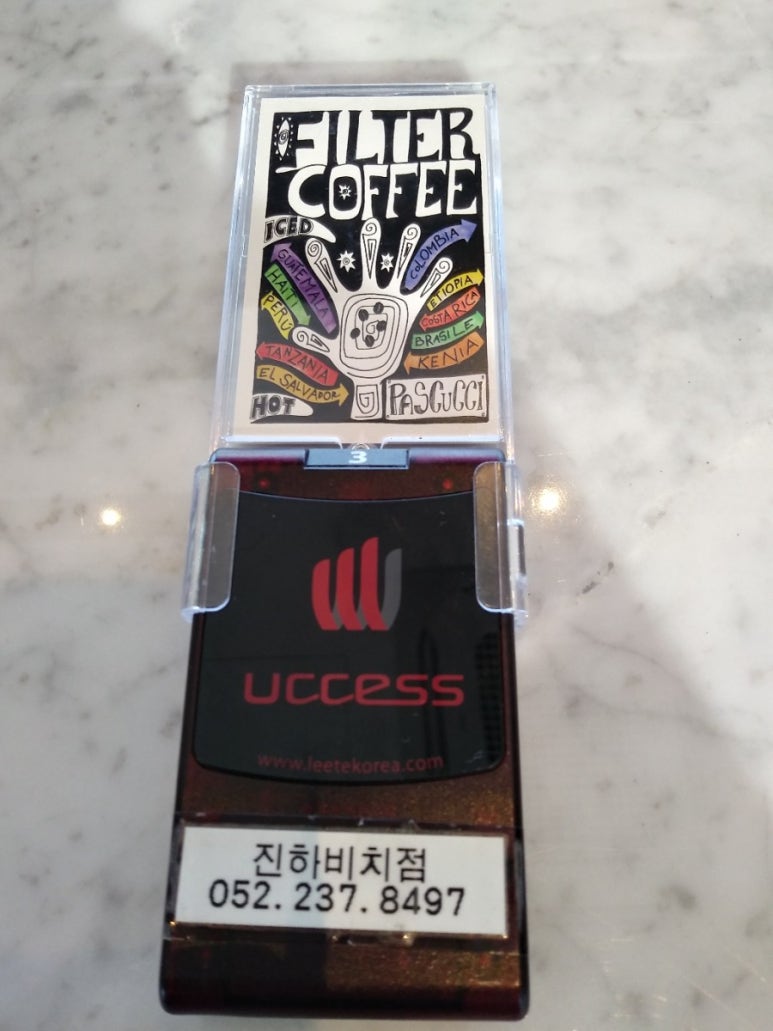 FILTER
COFFEE
ICED
COLOMBIA
GUATEMALA
HAITI
PERÙ
TANZANIA
EL SALVADOR
HOT
ETIOPIA
COSTA RICA
BRASILE
KENIA
PASCUCCI
3
uccess
www.leetekorea.com
진하비치점
052.237.8497